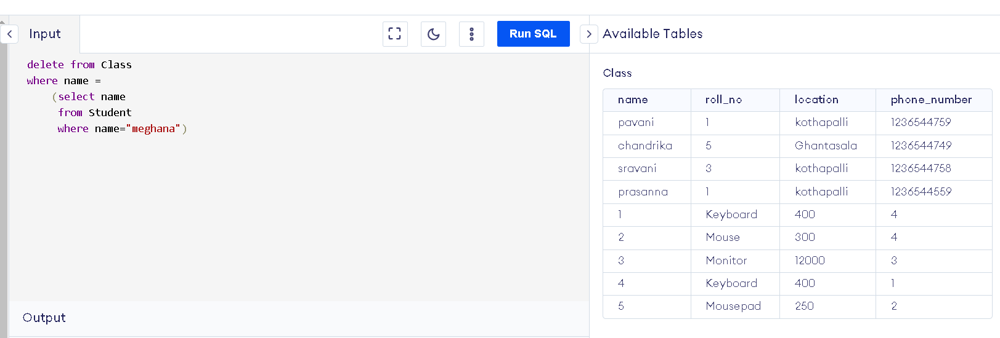 Input
Run SQL
Available Tables
delete from Class
where name =
(select name
from Student
where name="meghana")
Output
Class
name roll_no location phone_number
pavani 1 kothapalli 1236544759
chandrika 5 Ghantasala 1236544749
sravani 3 kothapalli 1236544758
prasanna 1 kothapalli 1236544559
1 Keyboard 400 4
2 Mouse 300 4
3 Monitor 12000 3
4 Keyboard 400 1
5 Mousepad 250 2